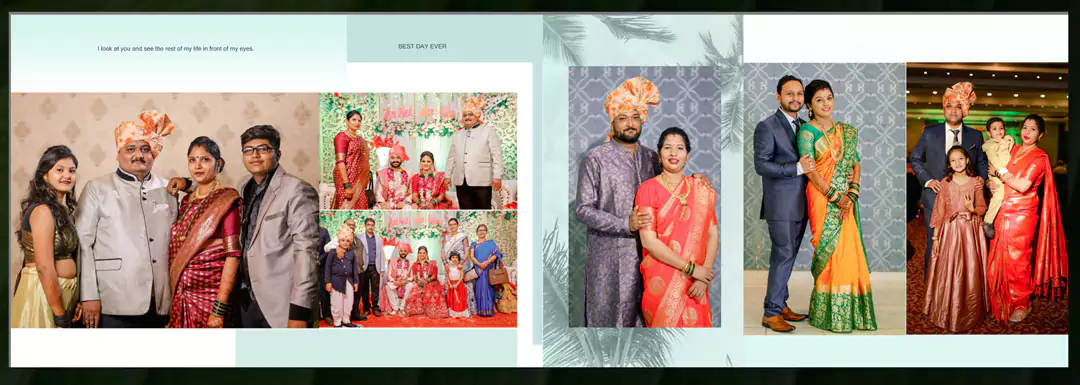 I look at you and see the rest of my life in front of my eyes.
BEST DAY EVER